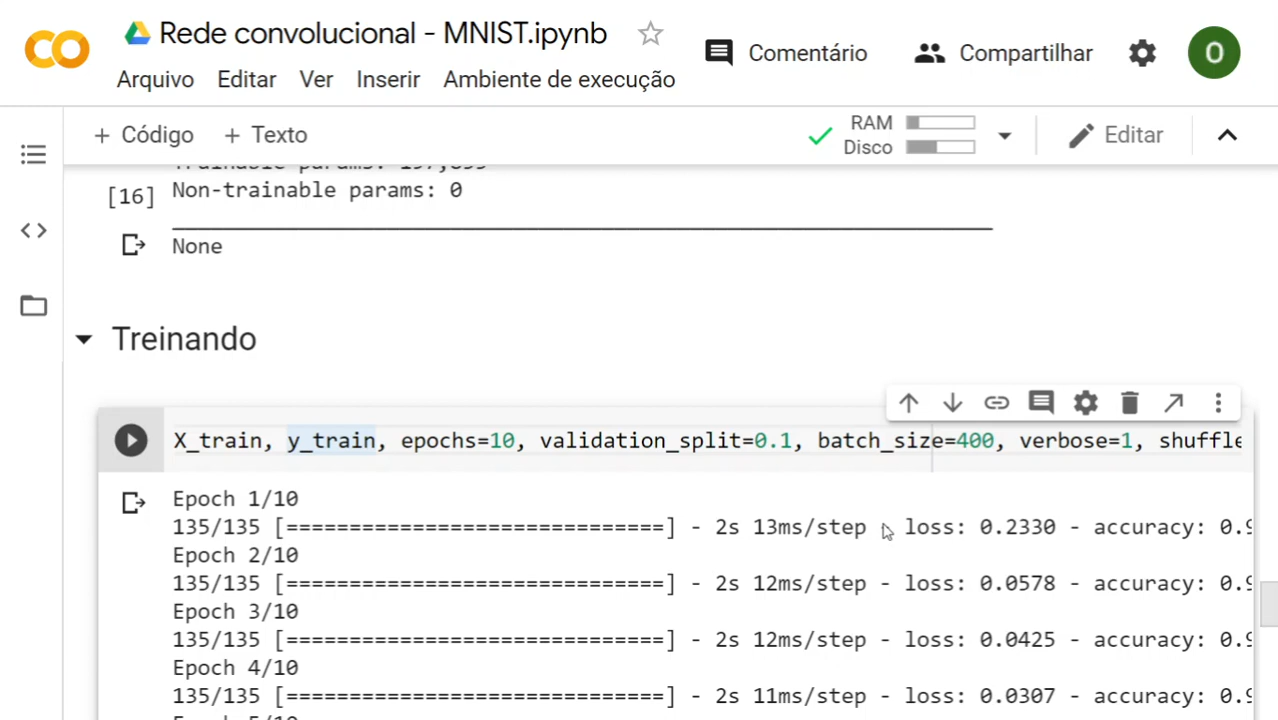 Rede convolucional - MNIST.ipynb
Comentário
Compartilhar
O
Arquivo Editar Ver Inserir Ambiente de execução
+ Código + Texto
RAM
Disco
Editar
Trainable params:
[16]
Non-trainable params: 0
None
Treinando
X_train, y_train, epochs=10, validation_split=0.1, batch_size=400, verbose=1, shuffle
Epoch 1/10
135/135 [==============================] - 2s 13ms/step - loss: 0.2330 - accuracy: 0.9
Epoch 2/10
135/135 [==============================] - 2s 12ms/step - loss: 0.0578 - accuracy: 0.9
Epoch 3/10
135/135 [==============================] - 2s 12ms/step - loss: 0.0425 - accuracy: 0.9
Epoch 4/10
135/135 [==============================] - 2s 11ms/step - loss: 0.0307 - accuracy: 0.9